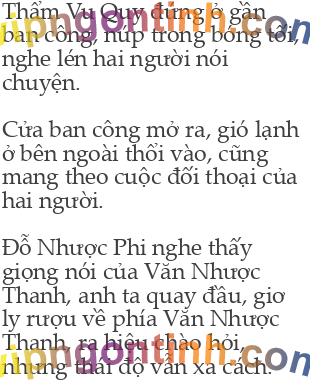 Thẩm Vu Quy đứng ở gần
ban công, núp trong bóng tối,
nghe lén hai người nói
chuyện.
Cửa ban công mở ra, gió lạnh
ở bên ngoài thổi vào, cũng
mang theo cuộc đối thoại của
hai người.
Đỗ Nhược Phi nghe thấy
giọng nói của Văn Nhược
Thanh, anh ta quay đầu, giơ
ly rượu về phía Văn Nhược
Thanh, ra hiệu chào hỏi,
nhưng thái độ vẫn xa cách.
vipngontinh.com
vipngontinh.com